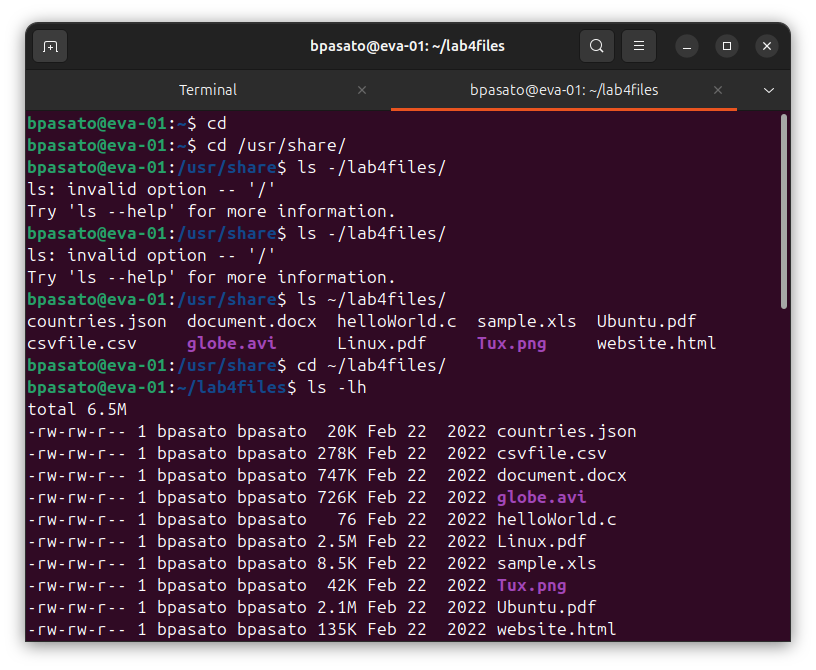 bpasato@eva-01: ~/lab4files
Terminal
bpasato@eva-01: ~/lab4files
bpasato@eva-01:~$ cd
bpasato@eva-01:~$ cd /usr/share/
bpasato@eva-01:/usr/share$ ls -/lab4files/
ls: invalid option -- '/'
Try 'ls --help' for more information.
bpasato@eva-01:/usr/share$ ls -/lab4files/
ls: invalid option -- '/'
Try 'ls --help' for more information.
bpasato@eva-01:/usr/share$ ls ~/lab4files/
countries.json  document.docx  helloWorld.c  sample.xls  Ubuntu.pdf
csvfile.csv     globe.avi      Linux.pdf     Tux.png     website.html
bpasato@eva-01:/usr/share$ cd ~/lab4files/
bpasato@eva-01:~/lab4files$ ls -lh
total 6.5M
-rw-rw-r-- 1 bpasato bpasato  20K Feb 22  2022 countries.json
-rw-rw-r-- 1 bpasato bpasato 278K Feb 22  2022 csvfile.csv
-rw-rw-r-- 1 bpasato bpasato 747K Feb 22  2022 document.docx
-rw-rw-r-- 1 bpasato bpasato 726K Feb 22  2022 globe.avi
-rw-rw-r-- 1 bpasato bpasato   76 Feb 22  2022 helloWorld.c
-rw-rw-r-- 1 bpasato bpasato 2.5M Feb 22  2022 Linux.pdf
-rw-rw-r-- 1 bpasato bpasato 8.5K Feb 22  2022 sample.xls
-rw-rw-r-- 1 bpasato bpasato  42K Feb 22  2022 Tux.png
-rw-rw-r-- 1 bpasato bpasato 2.1M Feb 22  2022 Ubuntu.pdf
-rw-rw-r-- 1 bpasato bpasato 135K Feb 22  2022 website.html